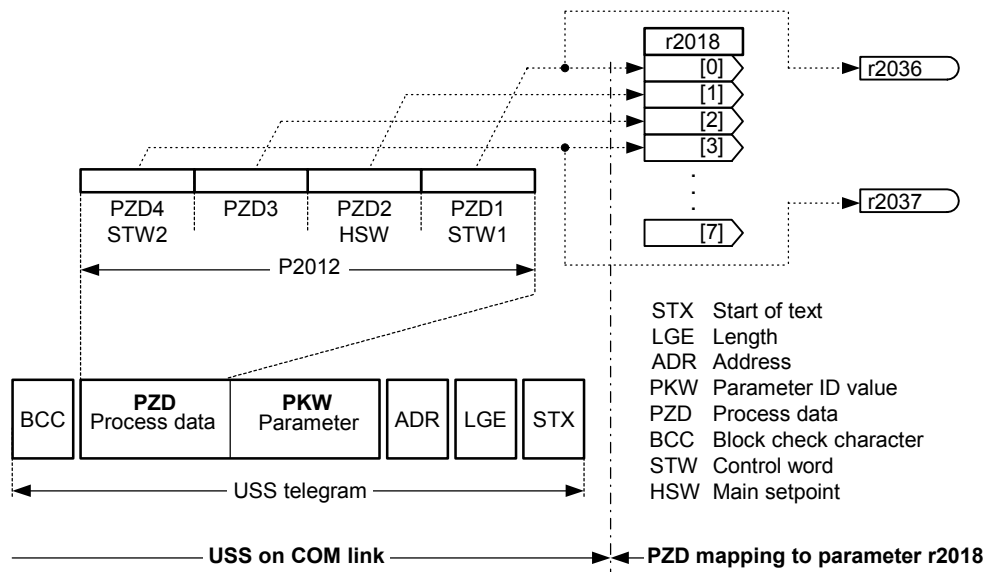 r2018
[0]
r2036
[1]
[2]
[3]
PZD4 PZD3 PZD2 PZD1
STW2 HSW STW1
r2037
[7]
P2012
STX Start of text
LGE Length
ADR Address
PKW Parameter ID value
PZD Process data
BCC Block check character
STW Control word
HSW Main setpoint
BCC PZD Process data PKW Parameter ADR LGE STX
USS telegram
USS on COM link PZD mapping to parameter r2018